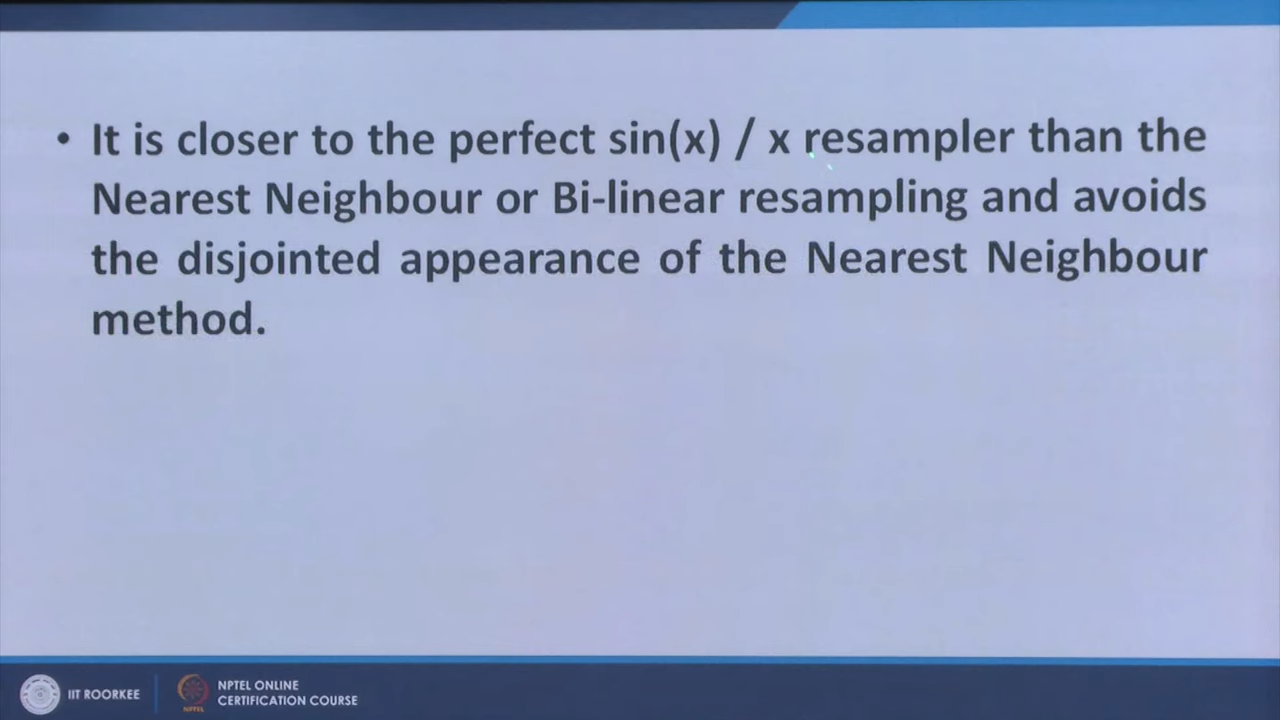 • It is closer to the perfect sin(x) / x resampler than the
Nearest Neighbour or Bi-linear resampling and avoids
the disjointed appearance of the Nearest Neighbour
method.
IIT ROORKEE
NPTEL ONLINE
CERTIFICATION COURSE
NPTEL